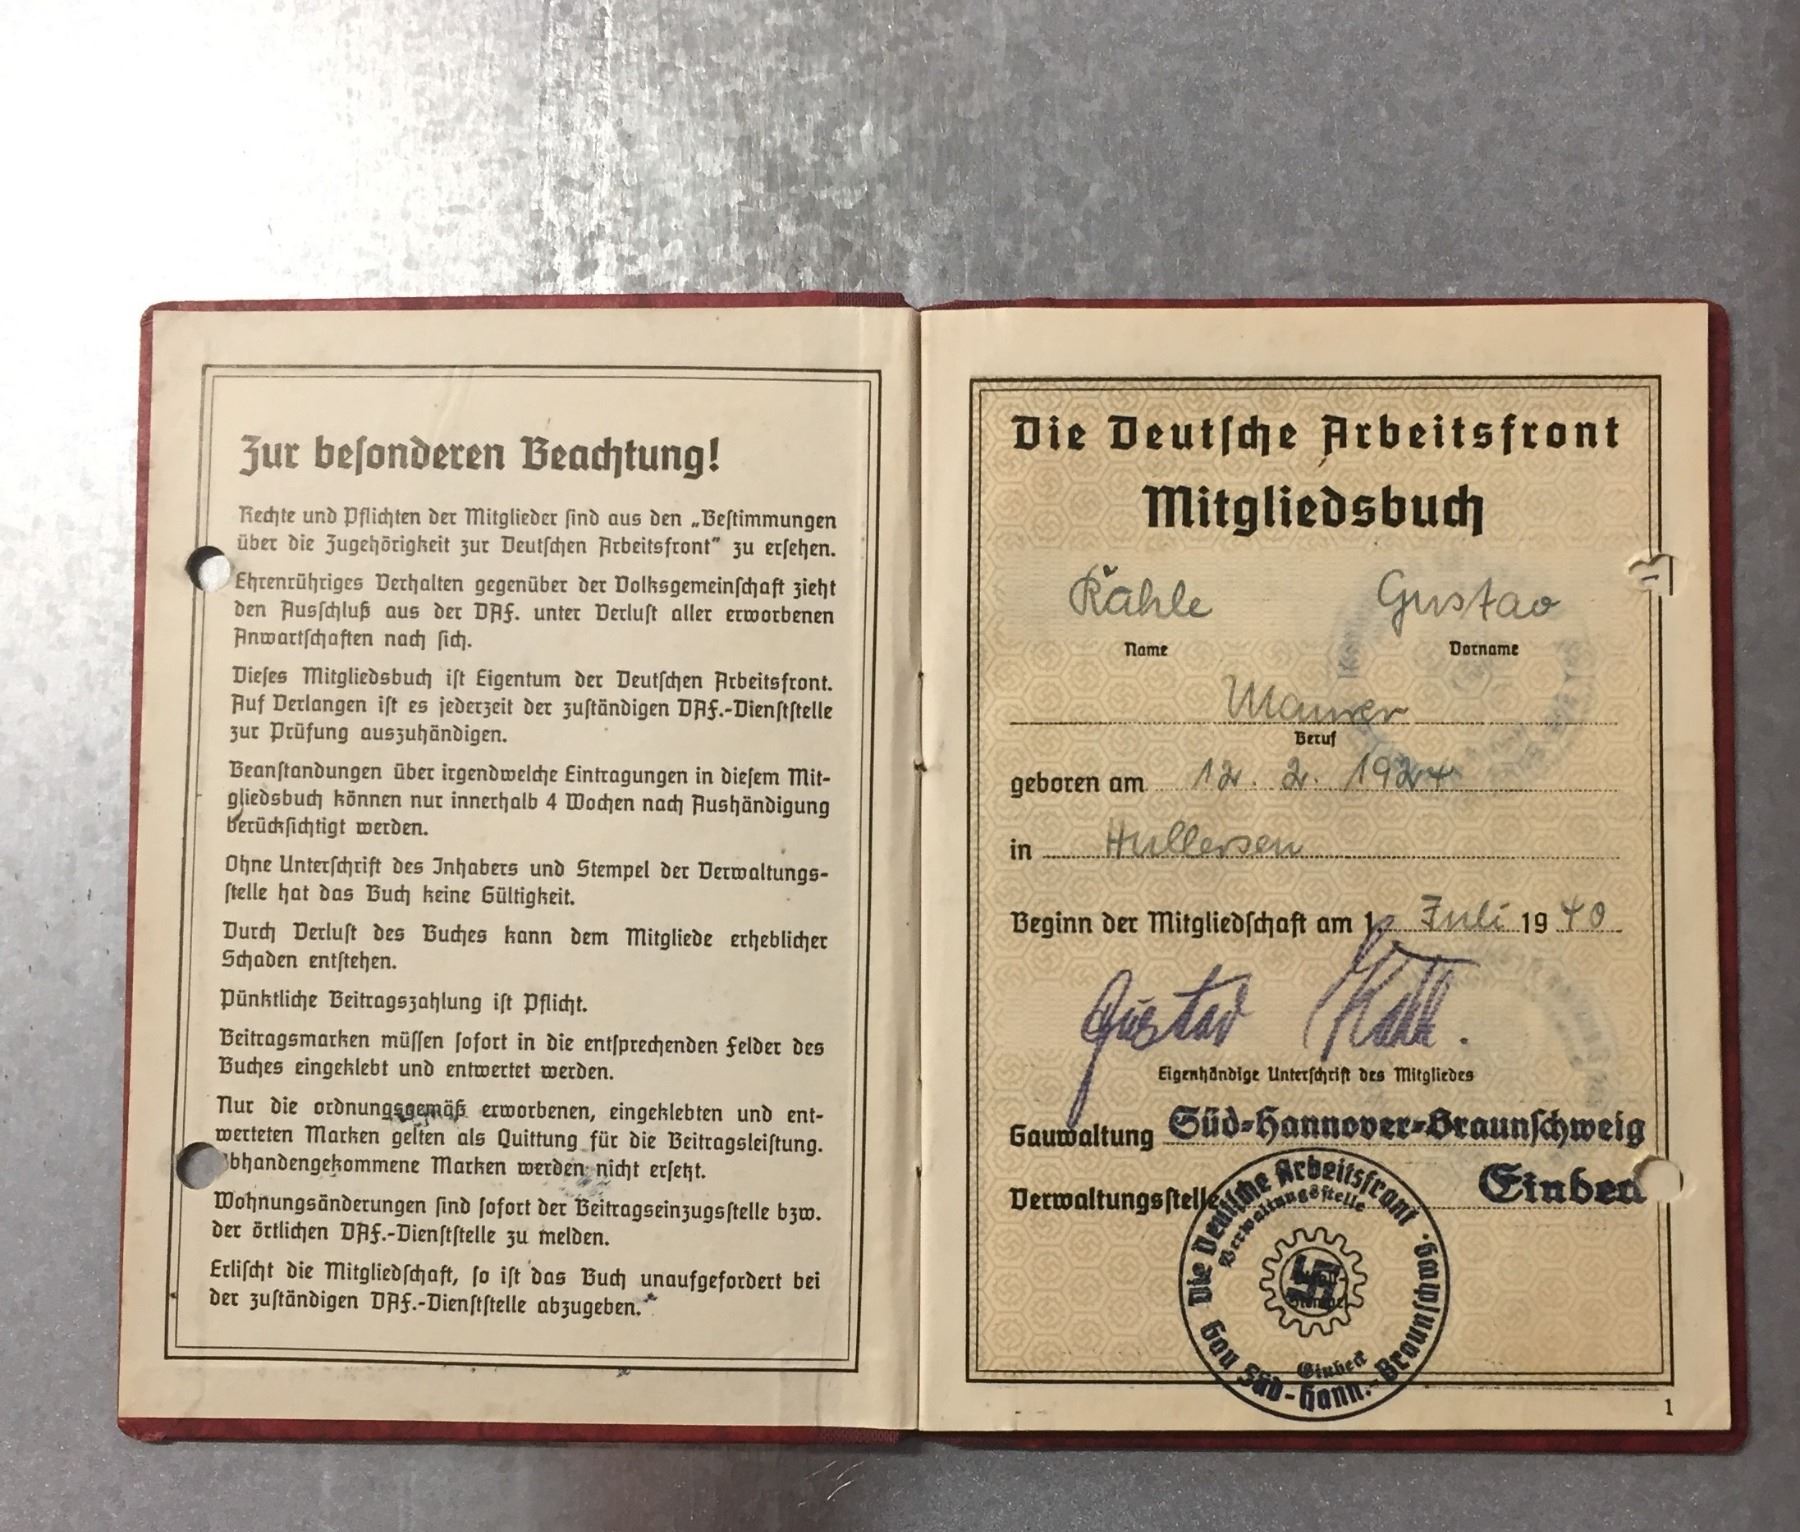 Zur besonderen Beachtung!
Rechte und Pflichten der Mitglieder sind aus den „Bestimmungen
über die Zugehörigkeit zur Deutschen Arbeitsfront“ zu ersehen.
Ehrenrühriges Verhalten gegenüber der Volksgemeinschaft zieht
den Ausschluß aus der DAF. unter Verlust aller erworbenen
Anwartschaften nach sich.
Dieses Mitgliedsbuch ist Eigentum der Deutschen Arbeitsfront.
Auf Verlangen ist es jederzeit der zuständigen DAF.-Dienststelle
zur Prüfung auszuhändigen.
Beanstandungen über irgendwelche Eintragungen in diesem Mit-
gliedsbuch können nur innerhalb 4 Wochen nach Aushändigung
berücksichtigt werden.
Ohne Unterschrift des Inhabers und Stempel der Verwaltungs-
stelle hat das Buch keine Gültigkeit.
Durch Verlust des Buches kann dem Mitgliede erheblicher
Schaden entstehen.
Pünktliche Beitragszahlung ist Pflicht.
Beitragsmarken müssen sofort in die entsprechenden Felder des
Buches eingeklebt und entwertet werden.
Nur die ordnungsgemäß erworbenen, eingeklebten und ent-
werteten Marken gelten als Quittung für die Beitragsleistung.
Abhandengekommene Marken werden nicht ersetzt.
Wohnungsänderungen sind sofort der Beitragseinzugsstelle bzw.
der örtlichen DAF.-Dienststelle zu melden.
Erlischt die Mitgliedschaft, so ist das Buch unaufgefordert bei
der zuständigen DAF.-Dienststelle abzugeben.
Die Deutsche Arbeitsfront
Mitgliedsbuch
Kahle Gustav
Name Vorname
Maurer
Beruf
geboren am 12. 2. 1924
in Hullersen
Beginn der Mitgliedschaft am 1. Juli 1940
Gustav Kahle.
Eigenhändige Unterschrift des Mitgliedes
Gauwaltung Süd-Hannover-Braunschweig
Verwaltungsstelle Einbeck
Die Deutsche Arbeitsfront · Gau Süd-Hann.-Braunschweig.
Verwaltungsstelle
Einbeck
1